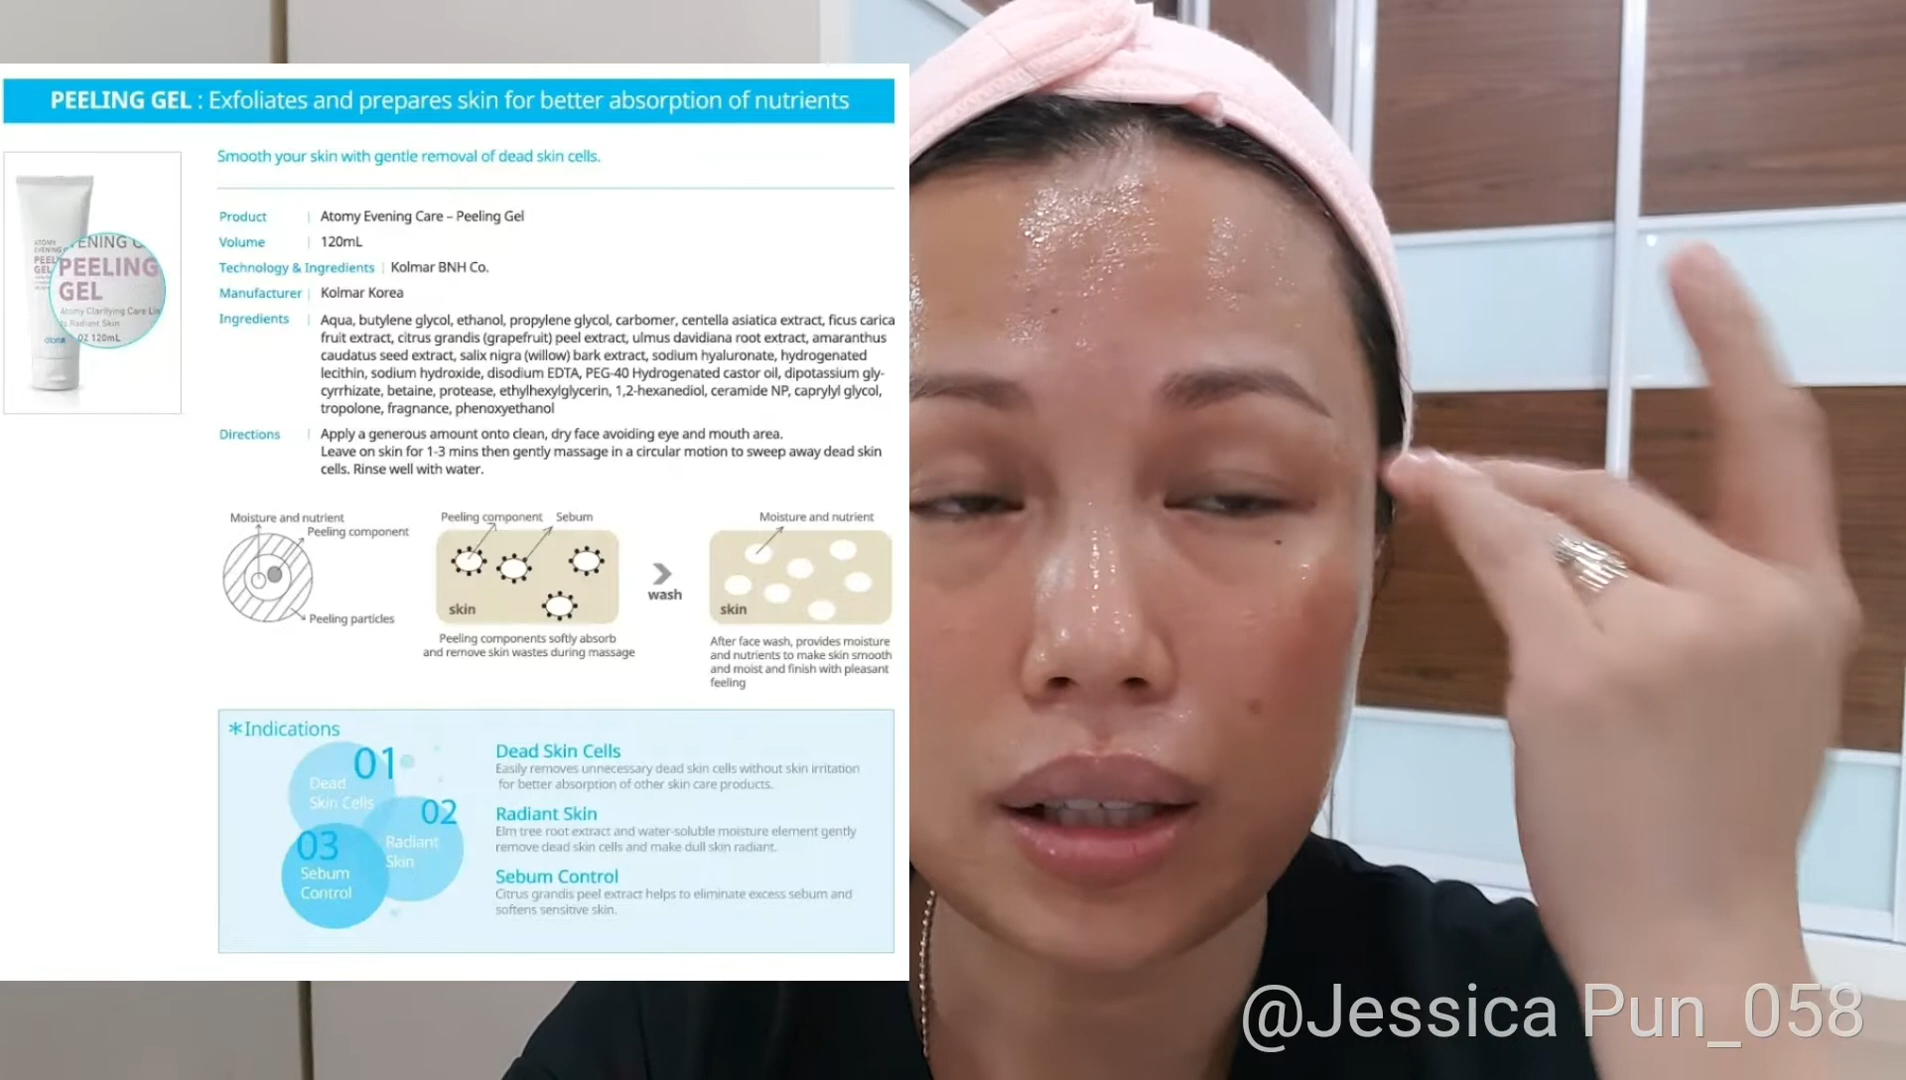 PEELING GEL : Exfoliates and prepares skin for better absorption of nutrients
Smooth your skin with gentle removal of dead skin cells.
ATOMY
EVENING
PEEL
GEL
EVENING C
PEELING
GEL
Atomy Clarifying Care
Radiant Skin
OZ 120mL
Product | Atomy Evening Care – Peeling Gel
Volume | 120mL
Technology & Ingredients | Kolmar BNH Co.
Manufacturer | Kolmar Korea
Ingredients | Aqua, butylene glycol, ethanol, propylene glycol, carbomer, centella asiatica extract, ficus carica
fruit extract, citrus grandis (grapefruit) peel extract, ulmus davidiana root extract, amaranthus
caudatus seed extract, salix nigra (willow) bark extract, sodium hyaluronate, hydrogenated
lecithin, sodium hydroxide, disodium EDTA, PEG-40 Hydrogenated castor oil, dipotassium gly-
cyrrhizate, betaine, protease, ethylhexylglycerin, 1,2-hexanediol, ceramide NP, caprylyl glycol,
tropolone, fragnance, phenoxyethanol
Directions | Apply a generous amount onto clean, dry face avoiding eye and mouth area.
Leave on skin for 1-3 mins then gently massage in a circular motion to sweep away dead skin
cells. Rinse well with water.
Moisture and nutrient
Peeling component
Peeling particles
Peeling component Sebum
skin
Peeling components softly absorb
and remove skin wastes during massage
wash
Moisture and nutrient
skin
After face wash, provides moisture
and nutrients to make skin smooth
and moist and finish with pleasant
feeling
*Indications
01
Dead
Skin Cells
02
Radiant
Skin
03
Sebum
Control
Dead Skin Cells
Easily removes unnecessary dead skin cells without skin irritation
for better absorption of other skin care products.
Radiant Skin
Elm tree root extract and water-soluble moisture element gently
remove dead skin cells and make dull skin radiant.
Sebum Control
Citrus grandis peel extract helps to eliminate excess sebum and
softens sensitive skin.
@Jessica Pun_058